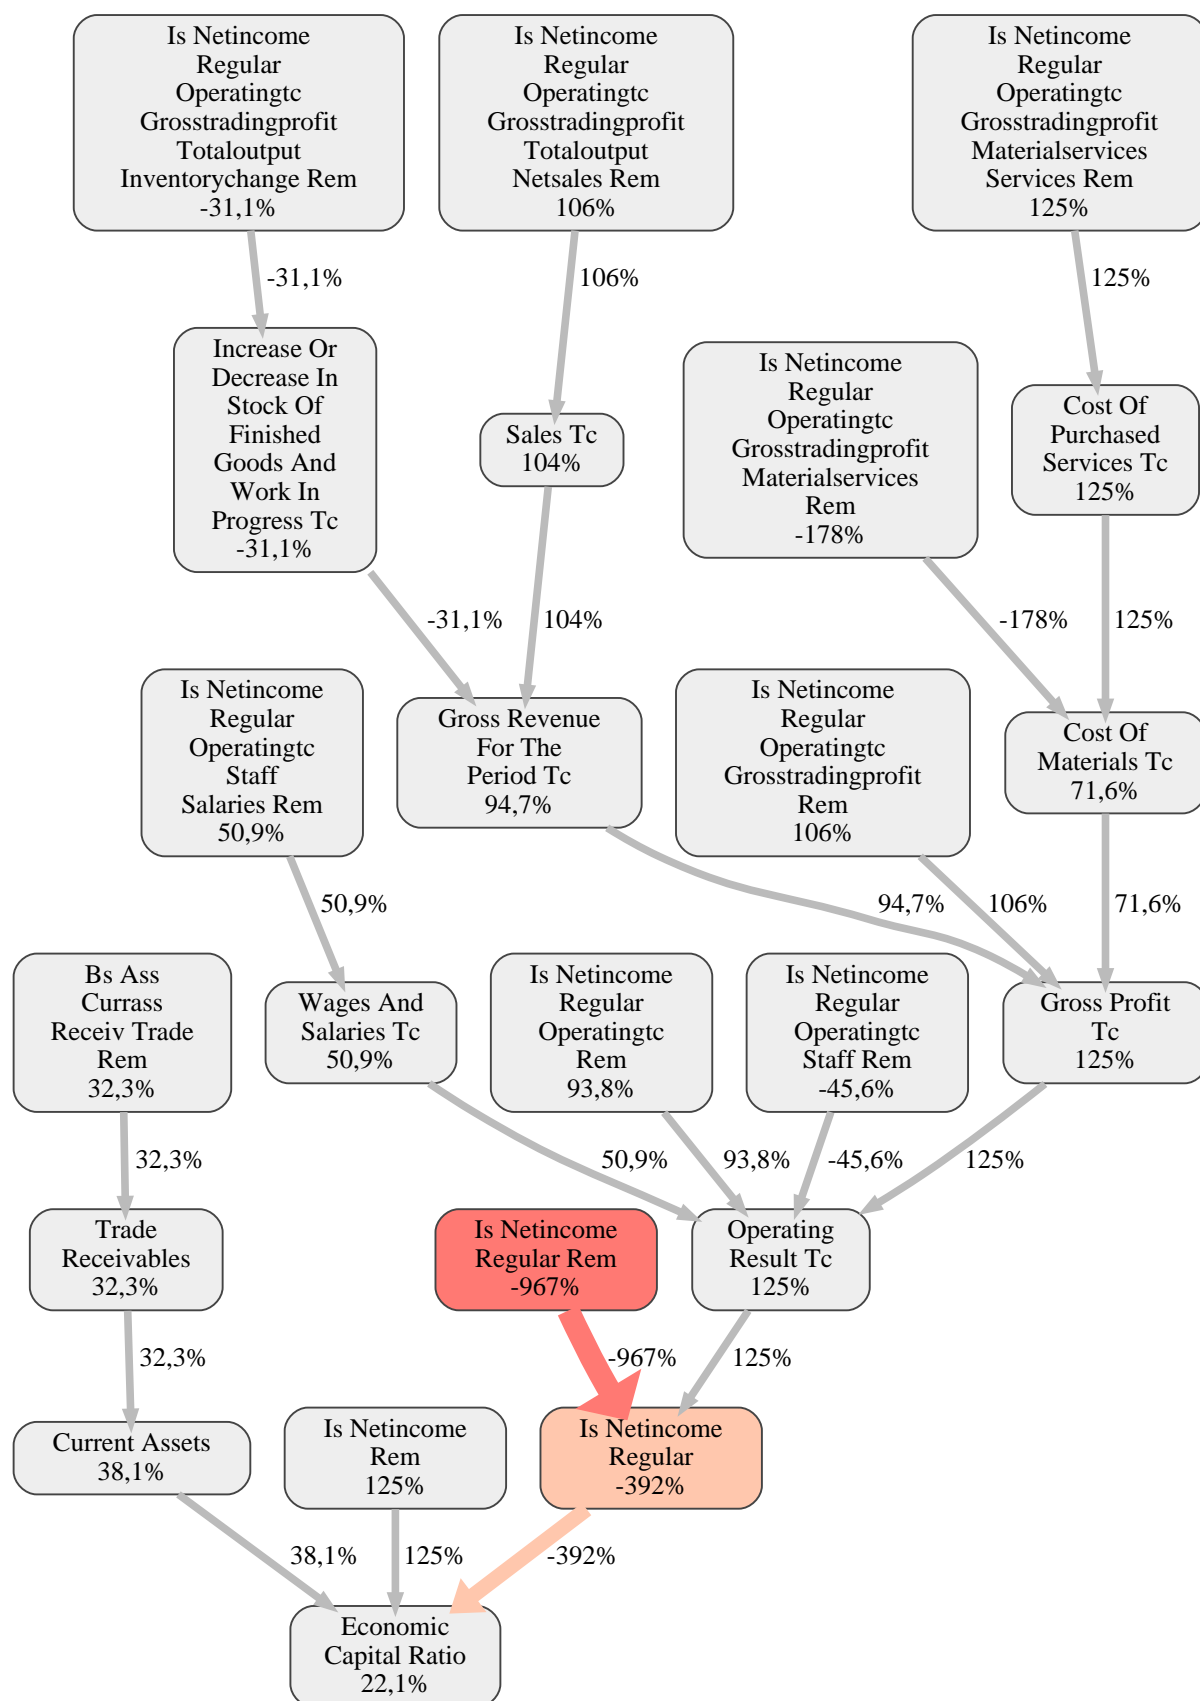 Is Netincome
Regular
Operatingtc
Grosstradingprofit
Totaloutput
Inventorychange Rem
-31,1%
Is Netincome
Regular
Operatingtc
Grosstradingprofit
Totaloutput
Netsales Rem
106%
Is Netincome
Regular
Operatingtc
Grosstradingprofit
Materialservices
Services Rem
125%
-31,1%
106%
125%
Increase Or
Decrease In
Stock Of
Finished
Goods And
Work In
Progress Tc
-31,1%
Sales Tc
104%
Is Netincome
Regular
Operatingtc
Grosstradingprofit
Materialservices
Rem
-178%
Cost Of
Purchased
Services Tc
125%
-31,1%
104%
-178%
125%
Is Netincome
Regular
Operatingtc
Staff
Salaries Rem
50,9%
Gross Revenue
For The
Period Tc
94,7%
Is Netincome
Regular
Operatingtc
Grosstradingprofit
Rem
106%
Cost Of
Materials Tc
71,6%
50,9%
94,7%
106%
71,6%
Bs Ass
Currass
Receiv Trade
Rem
32,3%
Wages And
Salaries Tc
50,9%
Is Netincome
Regular
Operatingtc
Rem
93,8%
Is Netincome
Regular
Operatingtc
Staff Rem
-45,6%
Gross Profit
Tc
125%
32,3%
50,9%
93,8%
-45,6%
125%
Trade
Receivables
32,3%
Is Netincome
Regular Rem
-967%
Operating
Result Tc
125%
32,3%
-967%
125%
Current Assets
38,1%
Is Netincome
Rem
125%
Is Netincome
Regular
-392%
38,1%
125%
-392%
Economic
Capital Ratio
22,1%